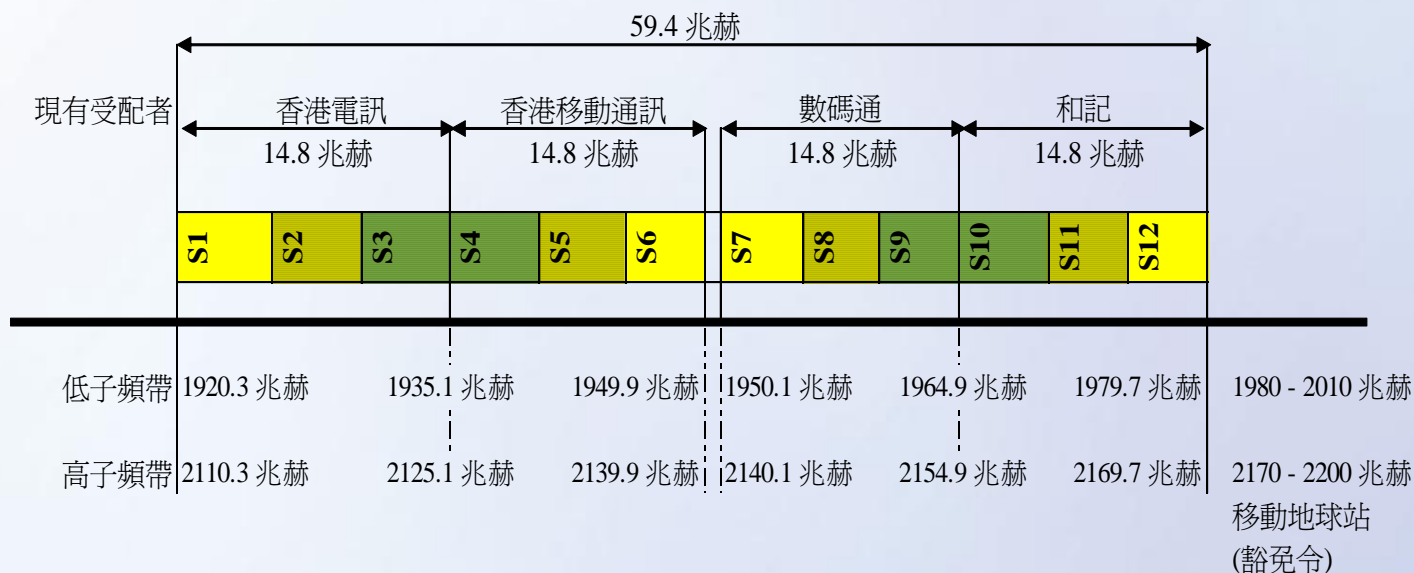 59.4 兆赫
現有受配者 香港電訊 香港移動通訊 數碼通 和記
14.8 兆赫 14.8 兆赫 14.8 兆赫 14.8 兆赫
S1 S2 S3 S4 S5 S6 S7 S8 S9 S10 S11 S12
低子頻帶 1920.3 兆赫 1935.1 兆赫 1949.9 兆赫 1950.1 兆赫 1964.9 兆赫 1979.7 兆赫 1980 - 2010 兆赫
高子頻帶 2110.3 兆赫 2125.1 兆赫 2139.9 兆赫 2140.1 兆赫 2154.9 兆赫 2169.7 兆赫 2170 - 2200 兆赫
移動地球站
(豁免令)